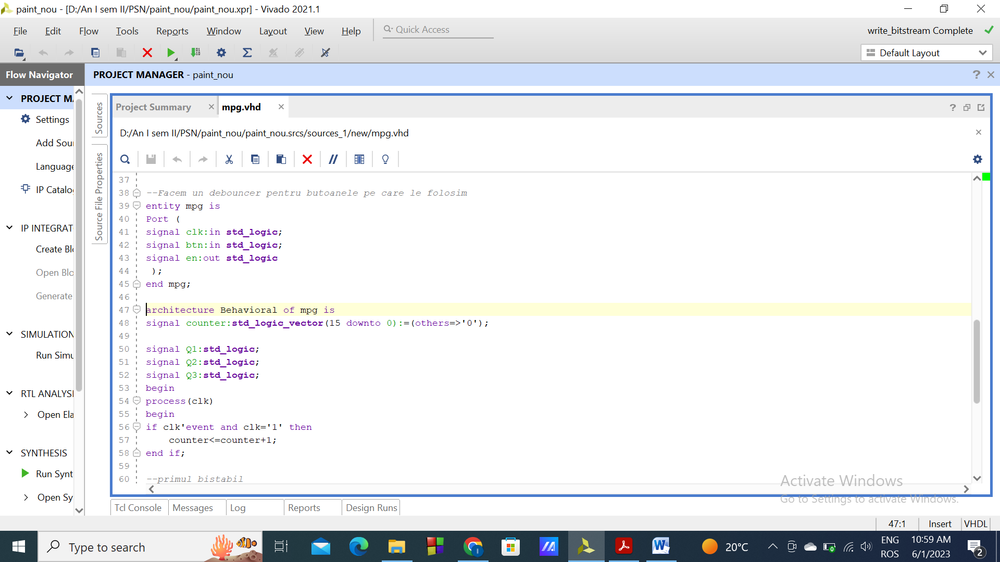 paint_nou - [D:/An I sem II/PSN/paint_nou/paint_nou.xpr] - Vivado 2021.1
File Edit Flow Tools Reports Window Layout View Help Quick Access write_bitstream Complete
Default Layout
Flow Navigator PROJECT MANAGER - paint_nou
PROJECT MA
Settings
Add Sou
Language
IP Catalo
IP INTEGRAT
Create Blo
Open Blo
Generate
SIMULATION
Run Simu
RTL ANALYSI
Open Ela
SYNTHESIS
Run Synt
Open Sy
Sources
Source File Properties
Project Summary mpg.vhd
D:/An I sem II/PSN/paint_nou/paint_nou.srcs/sources_1/new/mpg.vhd
37
38 --Facem un debouncer pentru butoanele pe care le folosim
39 entity mpg is
40 Port (
41 signal clk:in std_logic;
42 signal btn:in std_logic;
43 signal en:out std_logic
44 );
45 end mpg;
46
47 architecture Behavioral of mpg is
48 signal counter:std_logic_vector(15 downto 0):=(others=>'0');
49
50 signal Q1:std_logic;
51 signal Q2:std_logic;
52 signal Q3:std_logic;
53 begin
54 process(clk)
55 begin
56 if clk'event and clk='1' then
57 counter<=counter+1;
58 end if;
59
60 --primul bistabil
Activate Windows
Go to Settings to activate Windows.
Tcl Console Messages Log Reports Design Runs
47:1 Insert VHDL
Type to search
20°C
ENG
ROS
10:59 AM
6/1/2023
2